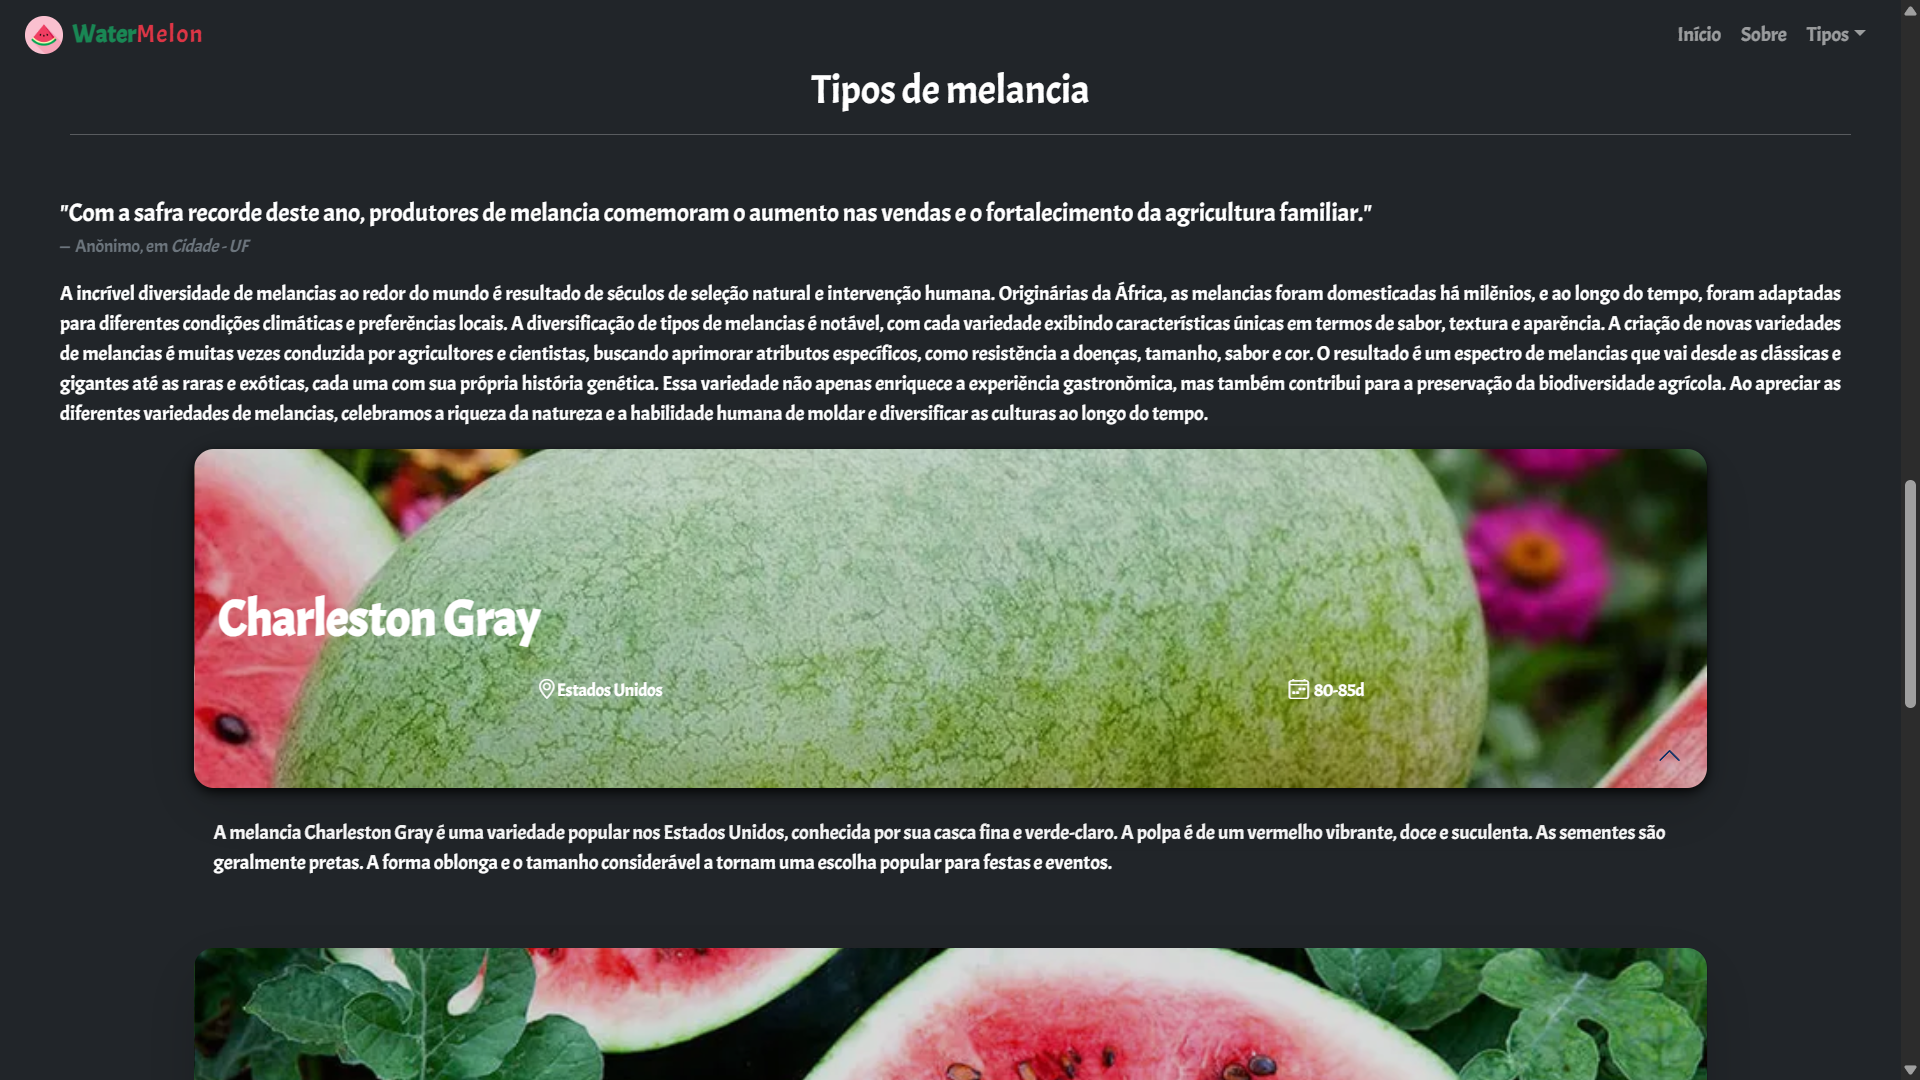 WaterMelon
Início Sobre Tipos
Tipos de melancia
"Com a safra recorde deste ano, produtores de melancia comemoram o aumento nas vendas e o fortalecimento da agricultura familiar."
— Anônimo, em Cidade - UF
A incrível diversidade de melancias ao redor do mundo é resultado de séculos de seleção natural e intervenção humana. Originárias da África, as melancias foram domesticadas há milênios, e ao longo do tempo, foram adaptadas
para diferentes condições climáticas e preferências locais. A diversificação de tipos de melancias é notável, com cada variedade exibindo características únicas em termos de sabor, textura e aparência. A criação de novas variedades
de melancias é muitas vezes conduzida por agricultores e cientistas, buscando aprimorar atributos específicos, como resistência a doenças, tamanho, sabor e cor. O resultado é um espectro de melancias que vai desde as clássicas e
gigantes até as raras e exóticas, cada uma com sua própria história genética. Essa variedade não apenas enriquece a experiência gastronômica, mas também contribui para a preservação da biodiversidade agrícola. Ao apreciar as
diferentes variedades de melancias, celebramos a riqueza da natureza e a habilidade humana de moldar e diversificar as culturas ao longo do tempo.
Charleston Gray
Estados Unidos
80-85d
A melancia Charleston Gray é uma variedade popular nos Estados Unidos, conhecida por sua casca fina e verde-claro. A polpa é de um vermelho vibrante, doce e suculenta. As sementes são
geralmente pretas. A forma oblonga e o tamanho considerável a tornam uma escolha popular para festas e eventos.